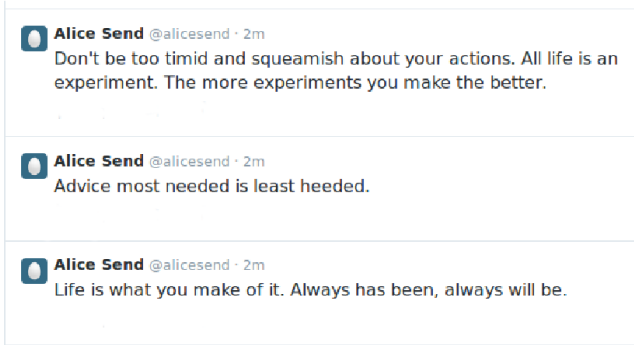 Alice Send @alicesend · 2m
Don't be too timid and squeamish about your actions. All life is an
experiment. The more experiments you make the better.
Alice Send @alicesend · 2m
Advice most needed is least heeded.
Alice Send @alicesend · 2m
Life is what you make of it. Always has been, always will be.